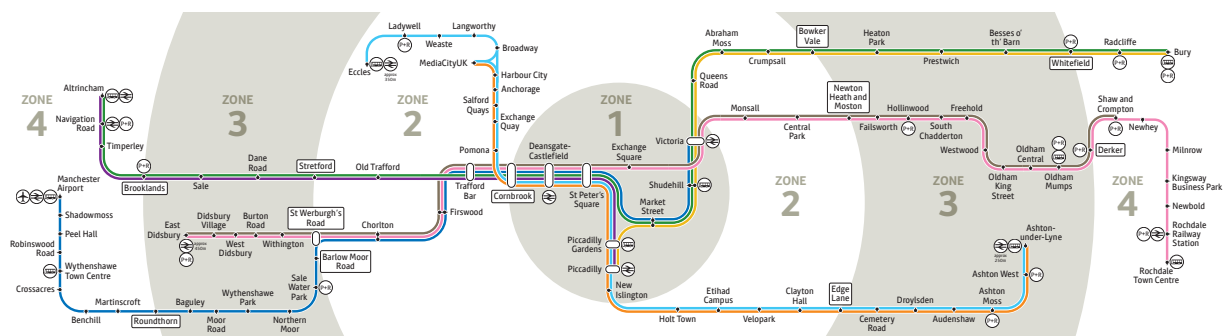 ZONE
4
ZONE
3
ZONE
2
ZONE
1
ZONE
2
ZONE
3
ZONE
4
Altrincham
Navigation
Road
P+R
Timperley
P+R
Brooklands
Sale
Dane
Road
Stretford
Old Trafford
Trafford
Bar
Cornbrook
Pomona
Exchange
Quay
Salford
Quays
Anchorage
Harbour City
MediaCityUK
Broadway
Langworthy
Weaste
Ladywell
P+R
Eccles
approx
350m
Deansgate-
Castlefield
St Peter's
Square
Exchange
Square
Victoria
Shudehill
Market
Street
Piccadilly
Gardens
Piccadilly
New
Islington
Holt Town
Etihad
Campus
Velopark
Clayton
Hall
Edge
Lane
Cemetery
Road
Droylsden
Audenshaw
Ashton
Moss
P+R
Ashton West
P+R
Ashton-
under-Lyne
approx
250m
Queens
Road
Abraham
Moss
Crumpsall
Bowker
Vale
Heaton
Park
Prestwich
Besses o'
th' Barn
P+R
Whitefield
Radcliffe
P+R
Bury
P+R
Monsall
Central
Park
Newton
Heath and
Moston
Failsworth
Hollinwood
P+R
South
Chadderton
Freehold
Westwood
Oldham
King
Street
Oldham
Central
P+R
Oldham
Mumps
P+R
Derker
Shaw and
Crompton
P+R
Newhey
Milnrow
Kingsway
Business Park
Newbold
Rochdale
Railway
Station
P+R
Rochdale
Town Centre
Manchester
Airport
Shadowmoss
Peel Hall
Robinswood
Road
Wythenshawe
Town Centre
Crossacres
Benchill
Martinscroft
Roundthorn
Baguley
Moor
Road
Wythenshawe
Park
Northern
Moor
Sale
Water
Park
P+R
Barlow Moor
Road
St Werburgh's
Road
Chorlton
Firswood
Withington
Burton
Road
West
Didsbury
Didsbury
Village
East
Didsbury
approx
450m
P+R